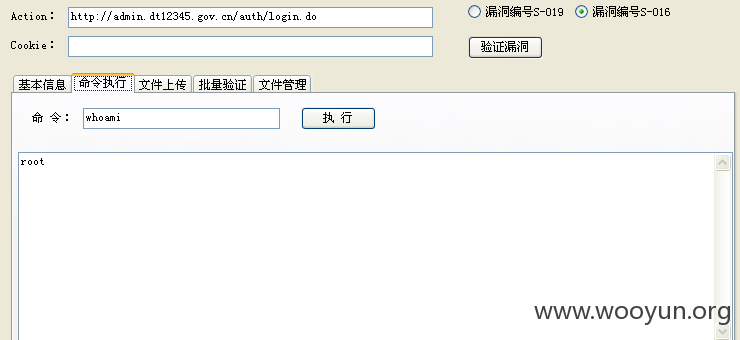 Action： http://admin.dt12345.gov.cn/auth/login.do 漏洞编号S-019 漏洞编号S-016
Cookie： 验证漏洞
基本信息 命令执行 文件上传 批量验证 文件管理
命 令： whoami 执 行
root
www.wooyun.org